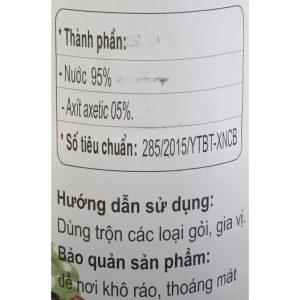 * Thành phần:
- Nước 95%
- Axít axetic 05%.
* Số tiêu chuẩn: 285/2015/YTBT-XNCB
Hướng dẫn sử dụng:
Dùng trộn các loại gỏi, gia vị.
Bảo quản sản phẩm:
để nơi khô ráo, thoáng mát